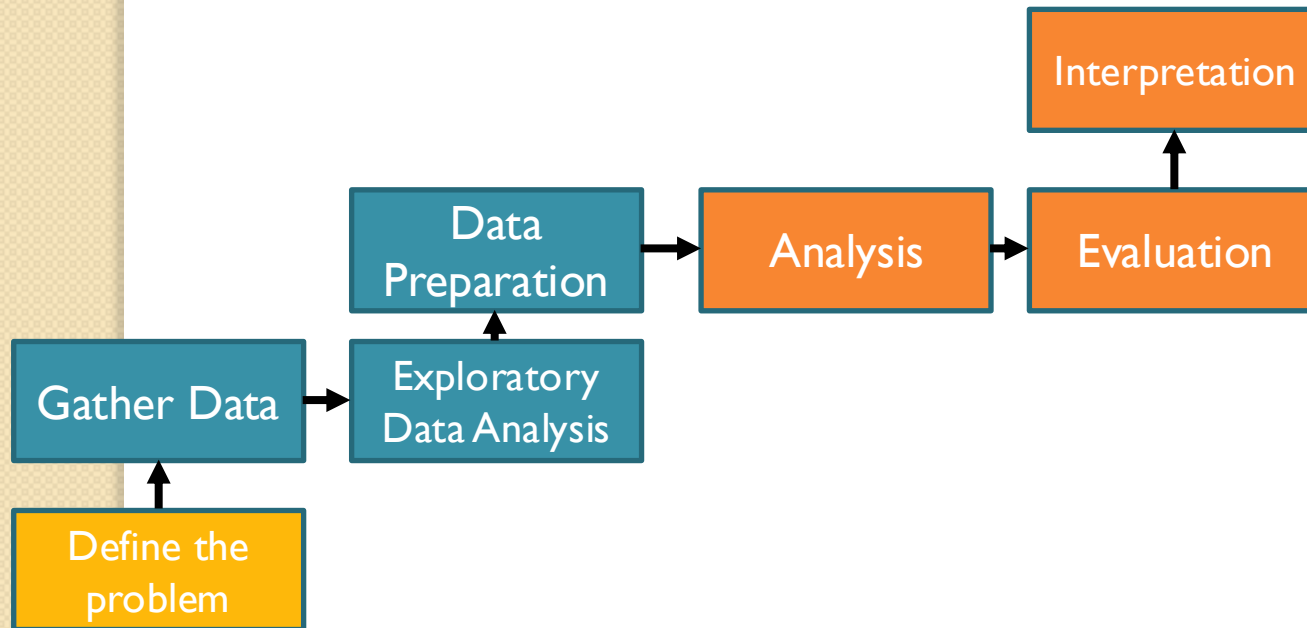 Interpretation
Data
Preparation
Analysis
Evaluation
Gather Data
Exploratory
Data Analysis
Define the
problem